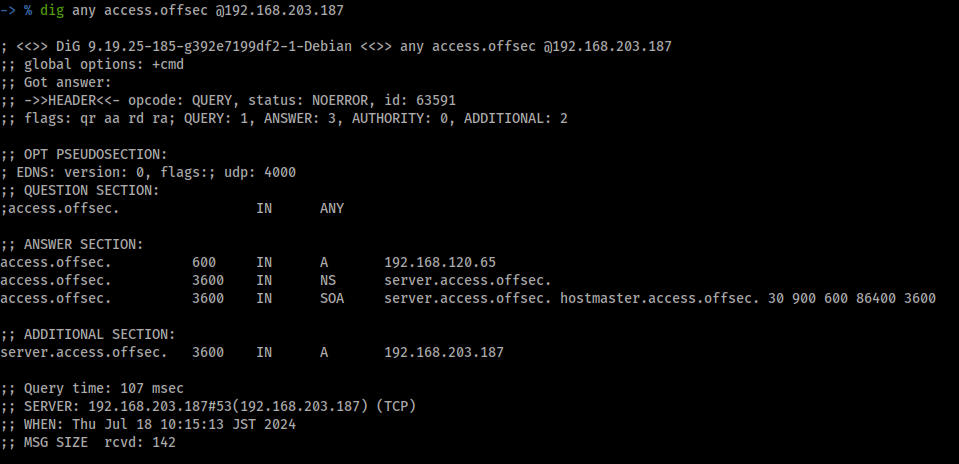 -> % dig any access.offsec @192.168.203.187
; <<>> DiG 9.19.25-185-g392e7199df2-1-Debian <<>> any access.offsec @192.168.203.187
;; global options: +cmd
;; Got answer:
;; ->>HEADER<<- opcode: QUERY, status: NOERROR, id: 63591
;; flags: qr aa rd ra; QUERY: 1, ANSWER: 3, AUTHORITY: 0, ADDITIONAL: 2
;; OPT PSEUDOSECTION:
; EDNS: version: 0, flags:; udp: 4000
;; QUESTION SECTION:
;access.offsec. IN ANY
;; ANSWER SECTION:
access.offsec. 600 IN A 192.168.120.65
access.offsec. 3600 IN NS server.access.offsec.
access.offsec. 3600 IN SOA server.access.offsec. hostmaster.access.offsec. 30 900 600 86400 3600
;; ADDITIONAL SECTION:
server.access.offsec. 3600 IN A 192.168.203.187
;; Query time: 107 msec
;; SERVER: 192.168.203.187#53(192.168.203.187) (TCP)
;; WHEN: Thu Jul 18 10:15:13 JST 2024
;; MSG SIZE rcvd: 142